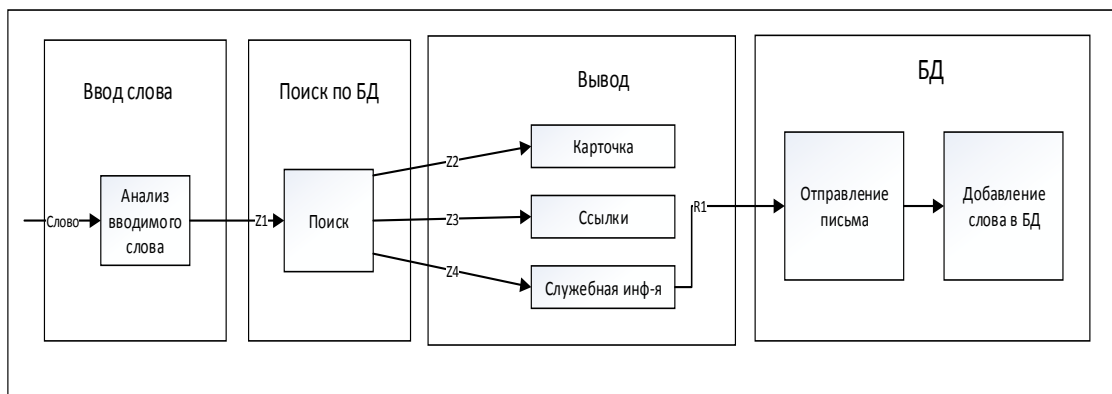 Ввод слова
Слово
Анализ
вводимого
слова
Z1
Поиск по БД
Поиск
Z2
Z3
Z4
Вывод
Карточка
Ссылки
Служебная инф-я
R1
БД
Отправление
письма
Добавление
слова в БД